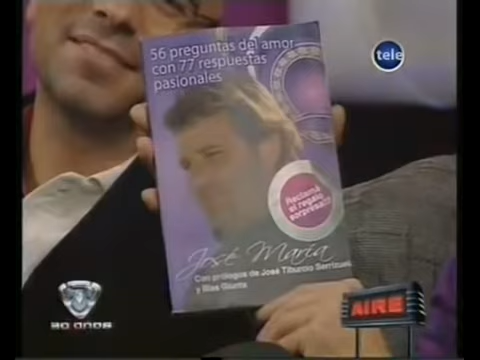 56 preguntas del amor
con 77 respuestas
pasionales
tele
Reclamá
el regalo
sorpresa!!!
José María
Con prólogos de José Tiburcio Serrizuela
y Blas Giunta
20 años
AIRE